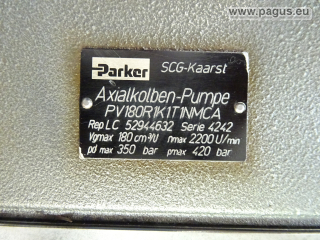 www.pagus.eu
Parker SCG-Kaarst
Axialkolben-Pumpe
PV180R1K1T1NMCA
Rep LC 52944632 Serie 4242
Vgmax 180 cm³/U nmax 2200 U/min
pd max 350 bar pmax 420 bar